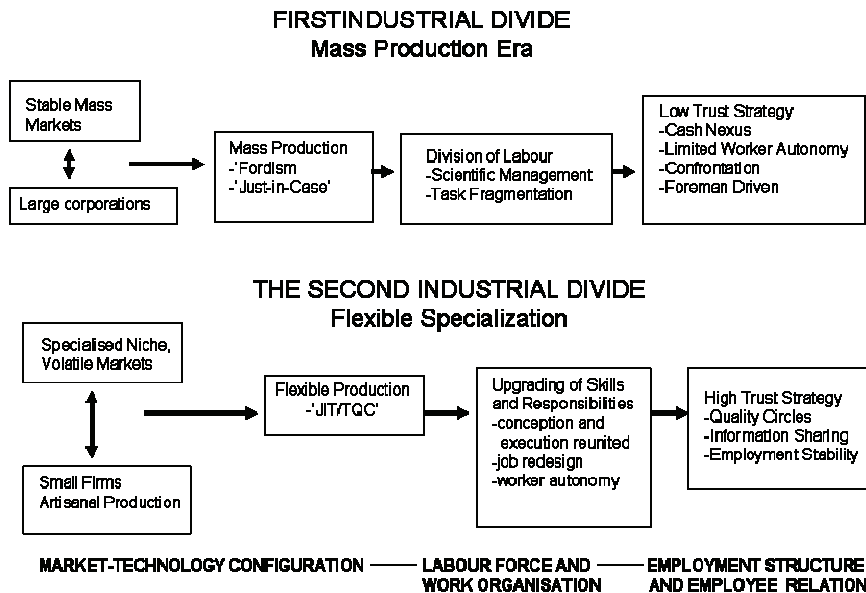 FIRSTINDUSTRIAL DIVIDE
Mass Production Era
Stable Mass
Markets
Large corporations
Mass Production
-'Fordism
-'Just-in-Case'
Division of Labour
-Scientific Management
-Task Fragmentation
Low Trust Strategy
-Cash Nexus
-Limited Worker Autonomy
-Confrontation
-Foreman Driven
THE SECOND INDUSTRIAL DIVIDE
Flexible Specialization
Specialised Niche,
Volatile Markets
Small Firms
Artisanal Production
Flexible Production
-'JIT/TQC'
Upgrading of Skills
and Responsibilities
-conception and
execution reunited
-job redesign
-worker autonomy
High Trust Strategy
-Quality Circles
-Information Sharing
-Employment Stability
MARKET-TECHNOLOGY CONFIGURATION
LABOUR FORCE AND
WORK ORGANISATION
EMPLOYMENT STRUCTURE
AND EMPLOYEE RELATION